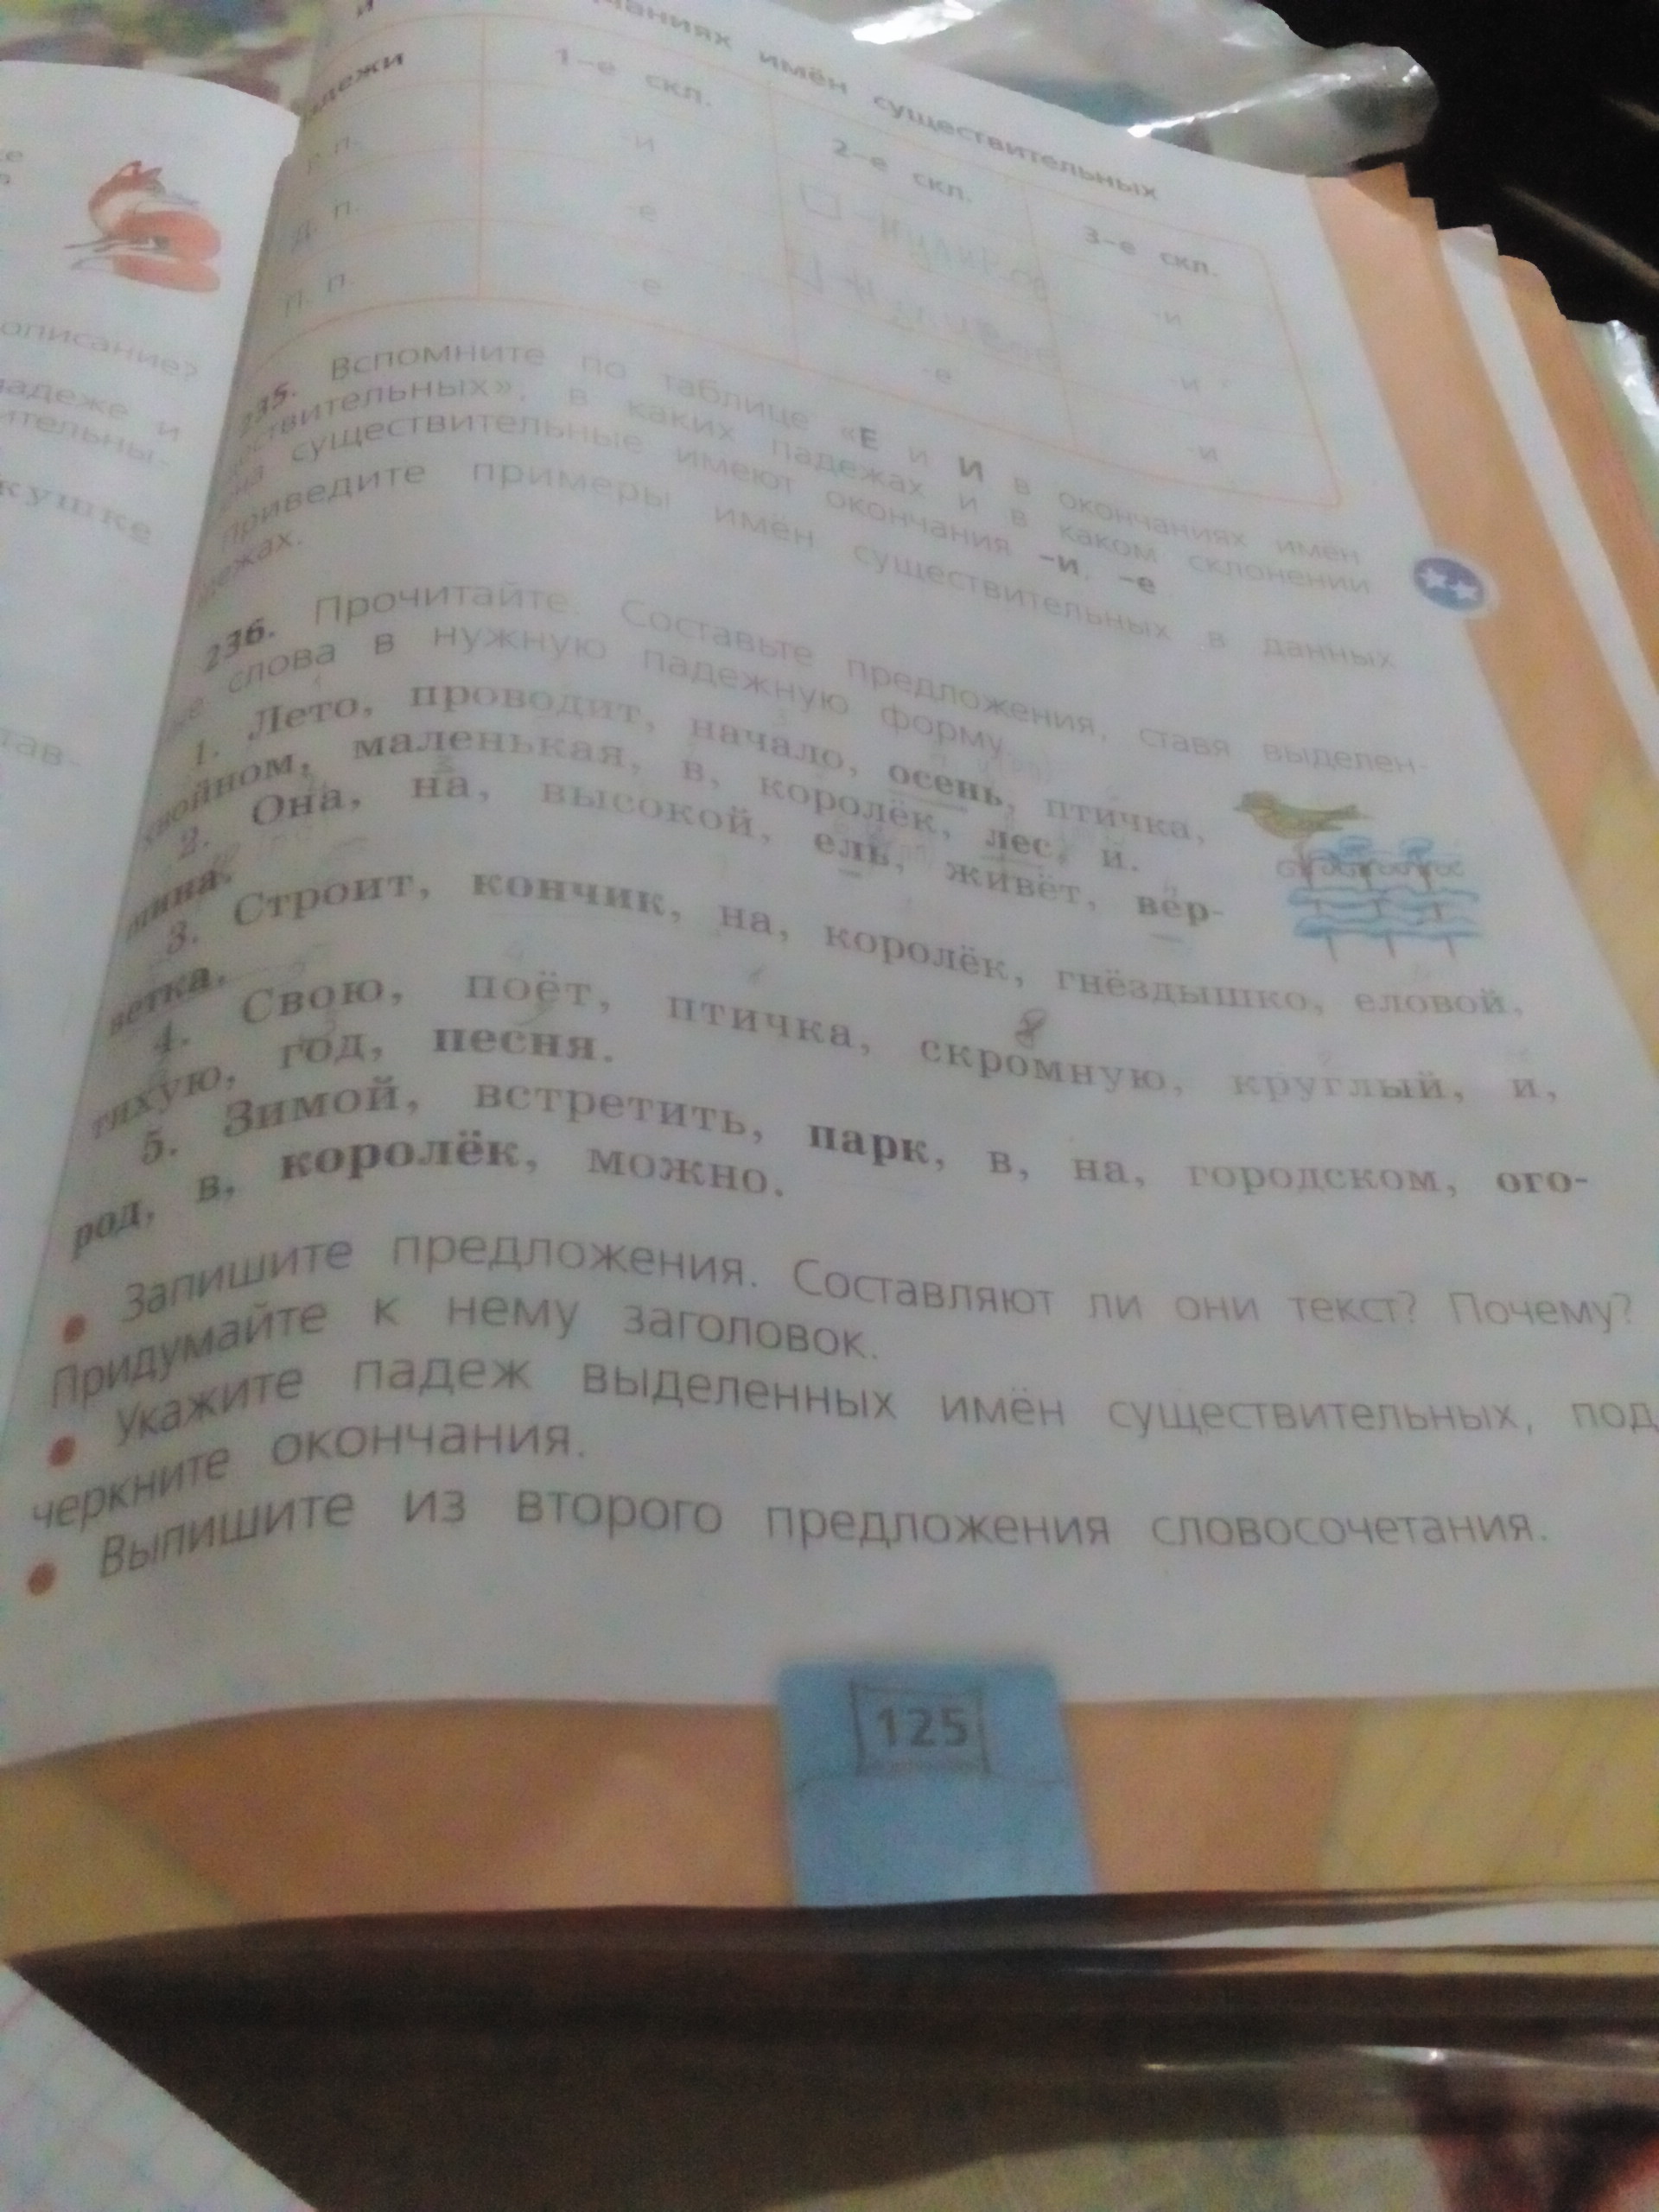 кушке
описание?
тав-
имён существительных
1-е скл.
2-е скл.
3-е скл.
-и
-и
Д. п.
-е
-и
П. п.
-е
-е
-и
235. Вспомните по таблице «Е и И в окончаниях имён
существительных», в каких падежах и в каком склонении
существительные имеют окончания -и, -е
приведите примеры имён существительных в данных
236. Прочитайте. Составьте предложения, ставя выделен-
слова в нужную падежную форму.
1. Лето, проводит, начало, осень, птичка,
хвойном, маленькая, в, королёк, лес, и.
2. Она, на, высокой, ель, живёт, вер-
шина.
3. Строит, кончик, на, королёк, гнёздышко, еловой,
ветка.
4. Свою, поёт, птичка, скромную, круглый, и,
тихую, год, песня.
5. Зимой, встретить, парк, в, на, городском, ого-
род, в, королёк, можно.
● Запишите предложения. Составляют ли они текст? Почему?
Придумайте к нему заголовок.
● Укажите падеж выделенных имён существительных, под
черкните окончания.
● Выпишите из второго предложения словосочетания.
125